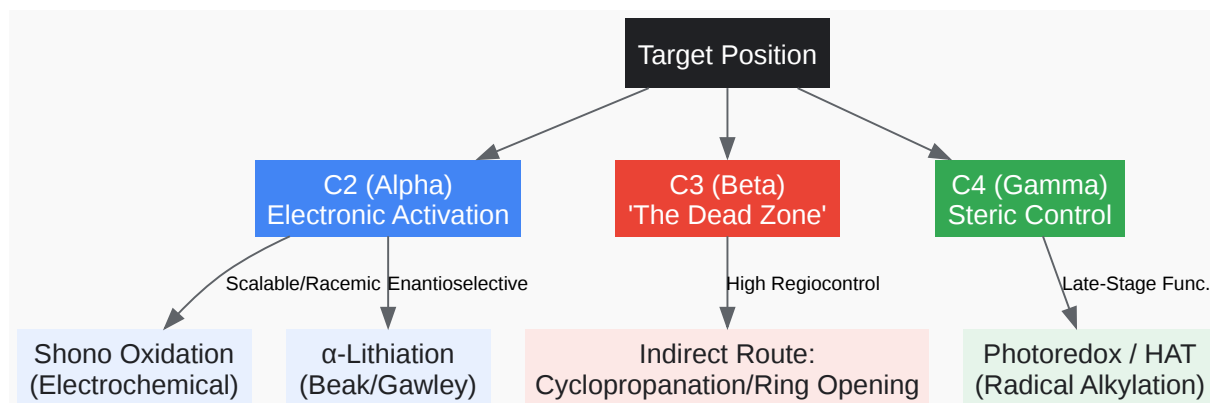 Target Position
C2 (Alpha)
Electronic Activation
C3 (Beta)
'The Dead Zone'
C4 (Gamma)
Steric Control
Scalable/Racemic
Enantioselective
High Regiocontrol
Late-Stage Func.
Shono Oxidation
(Electrochemical)
α-Lithiation
(Beak/Gawley)
Indirect Route:
Cyclopropanation/Ring Opening
Photoredox / HAT
(Radical Alkylation)